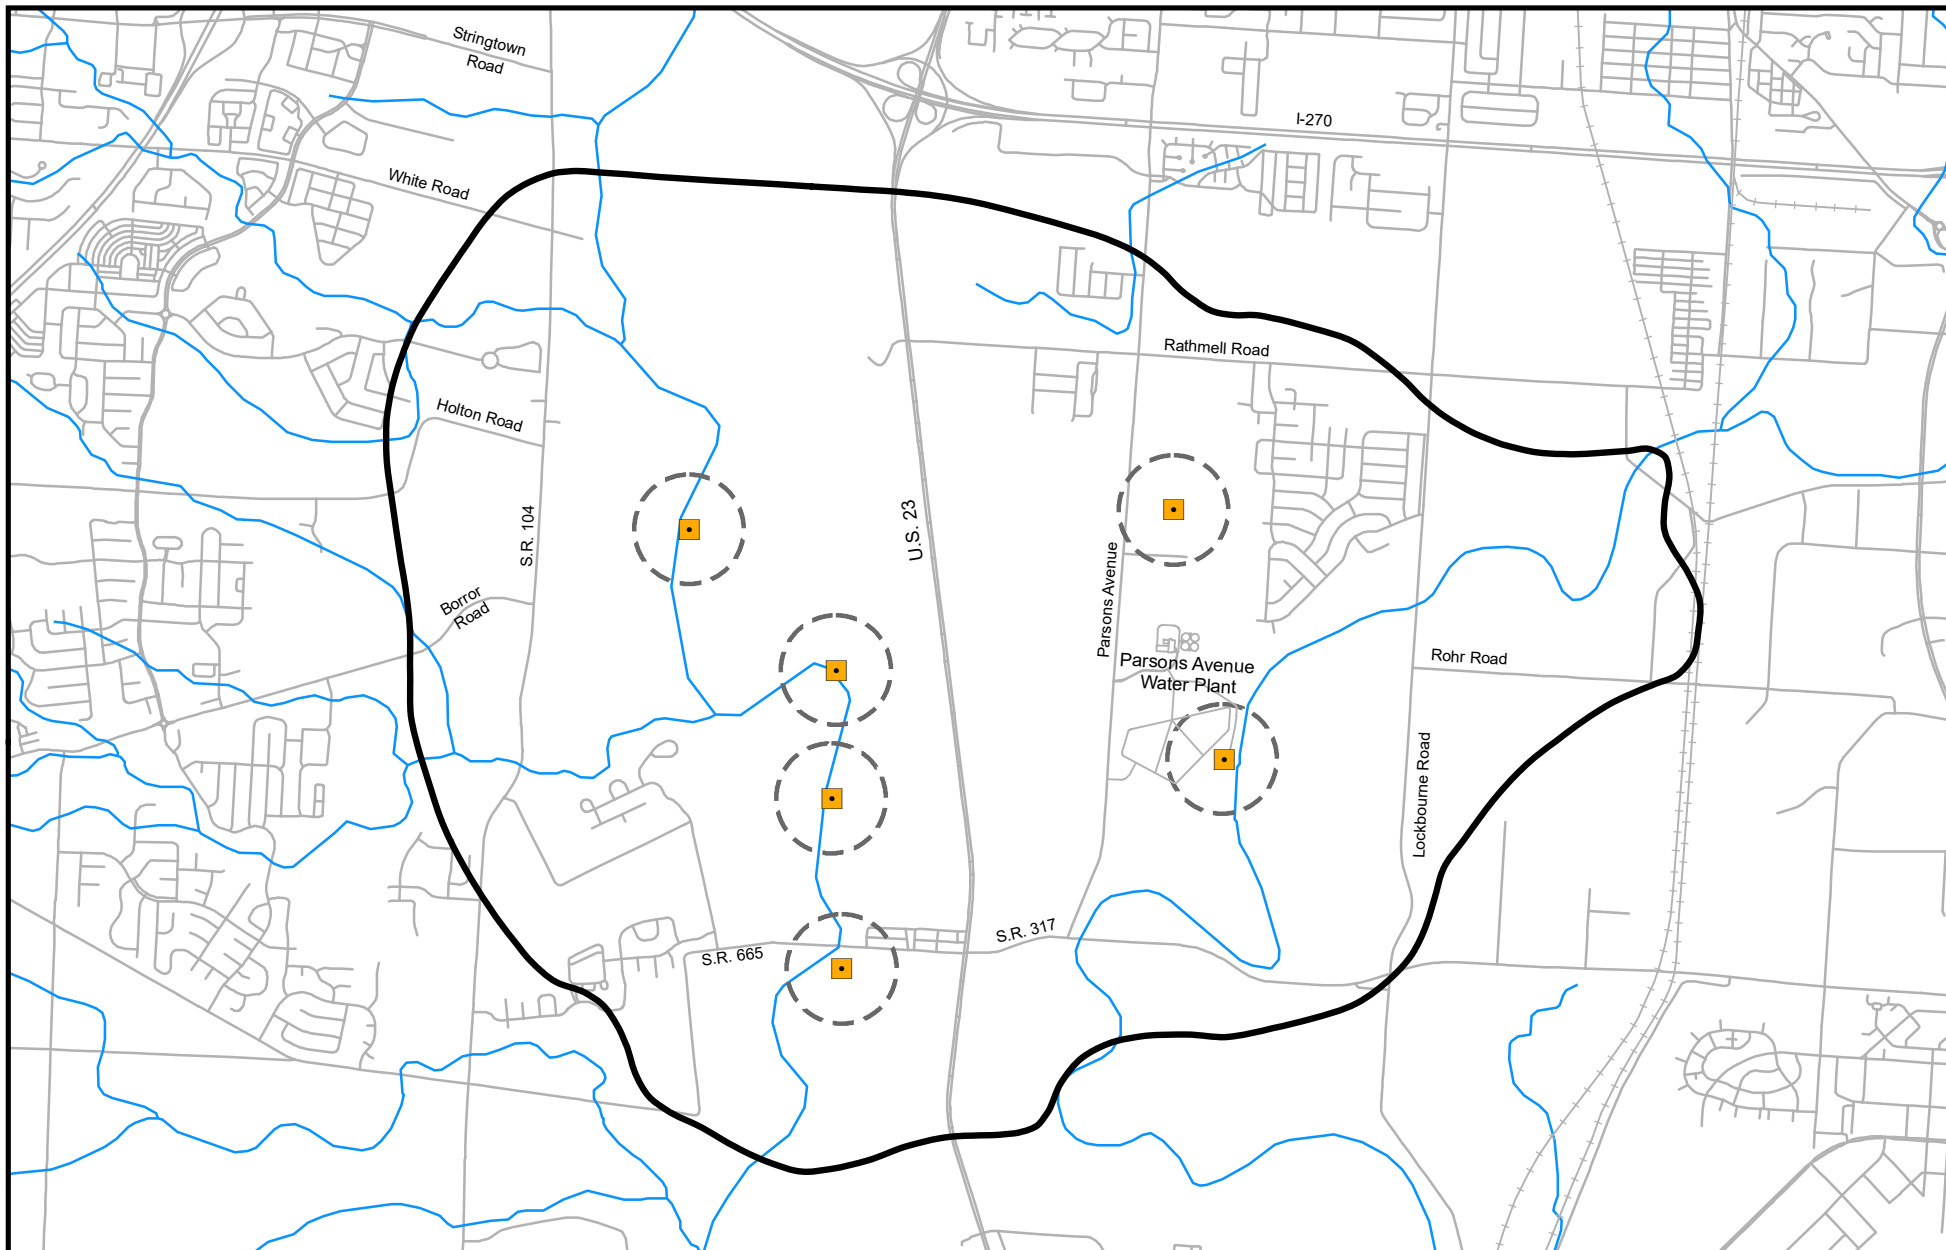 Stringtown
Road
I-270
White Road
Rathmell Road
Holton Road
S.R. 104
U.S. 23
Parsons Avenue
Borror
Road
Parsons Avenue
Water Plant
Rohr Road
Lockbourne Road
S.R. 317
S.R. 665